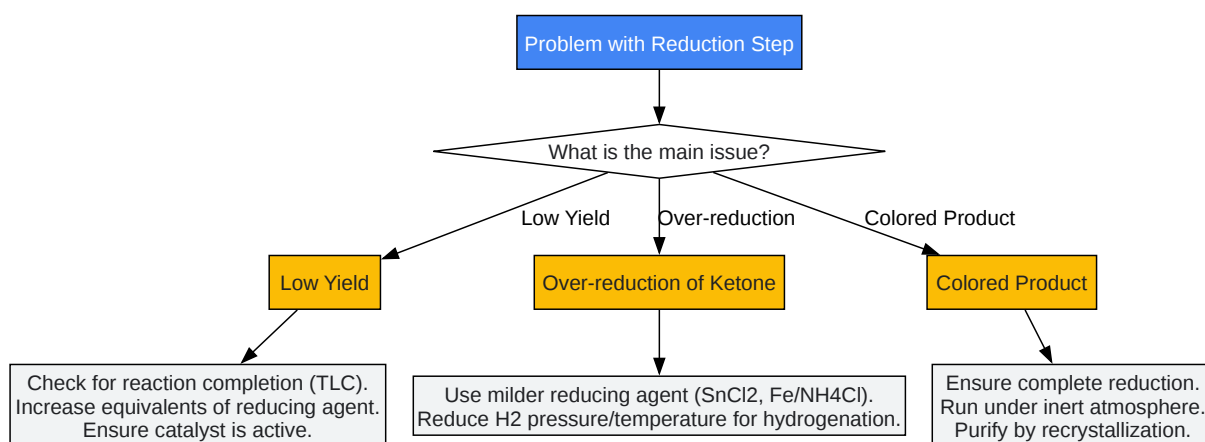 Problem with Reduction Step
What is the main issue?
Low Yield
Over-reduction
Colored Product
Low Yield
Over-reduction of Ketone
Colored Product
Check for reaction completion (TLC).
Increase equivalents of reducing agent.
Ensure catalyst is active.
Use milder reducing agent (SnCl2, Fe/NH4Cl).
Reduce H2 pressure/temperature for hydrogenation.
Ensure complete reduction.
Run under inert atmosphere.
Purify by recrystallization.